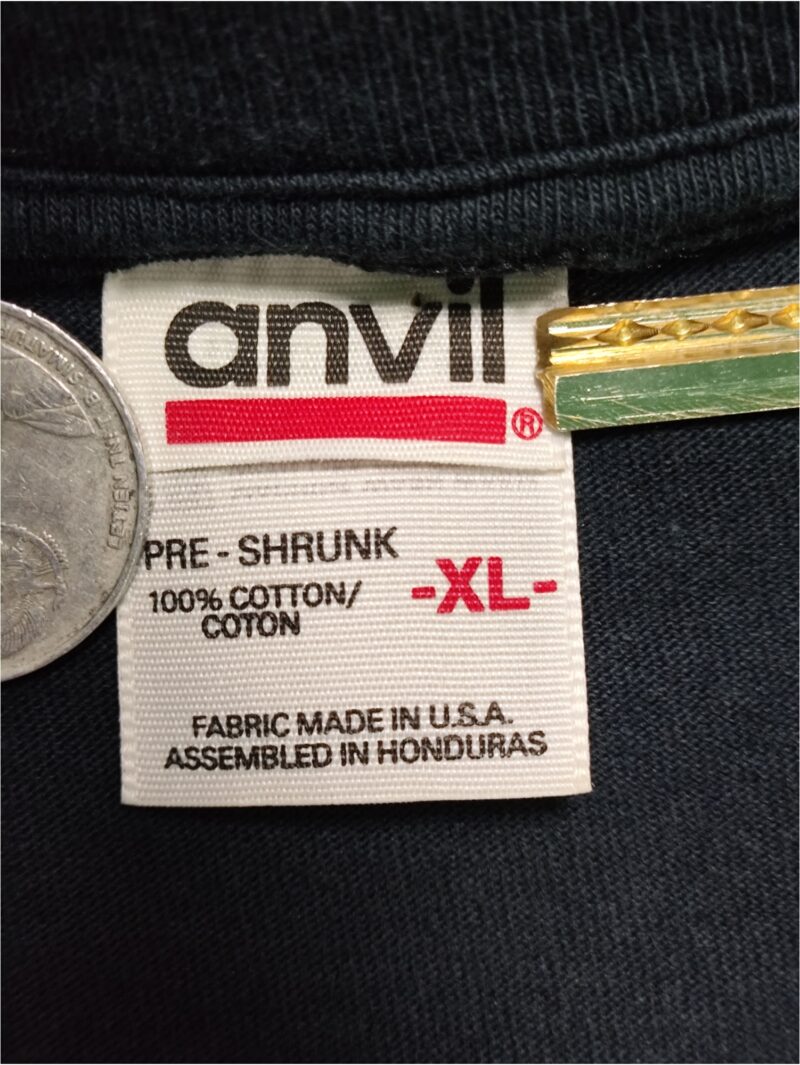 anvil
®
PRE - SHRUNK
-XL-
100% COTTON/
COTON
FABRIC MADE IN U.S.A.
ASSEMBLED IN HONDURAS